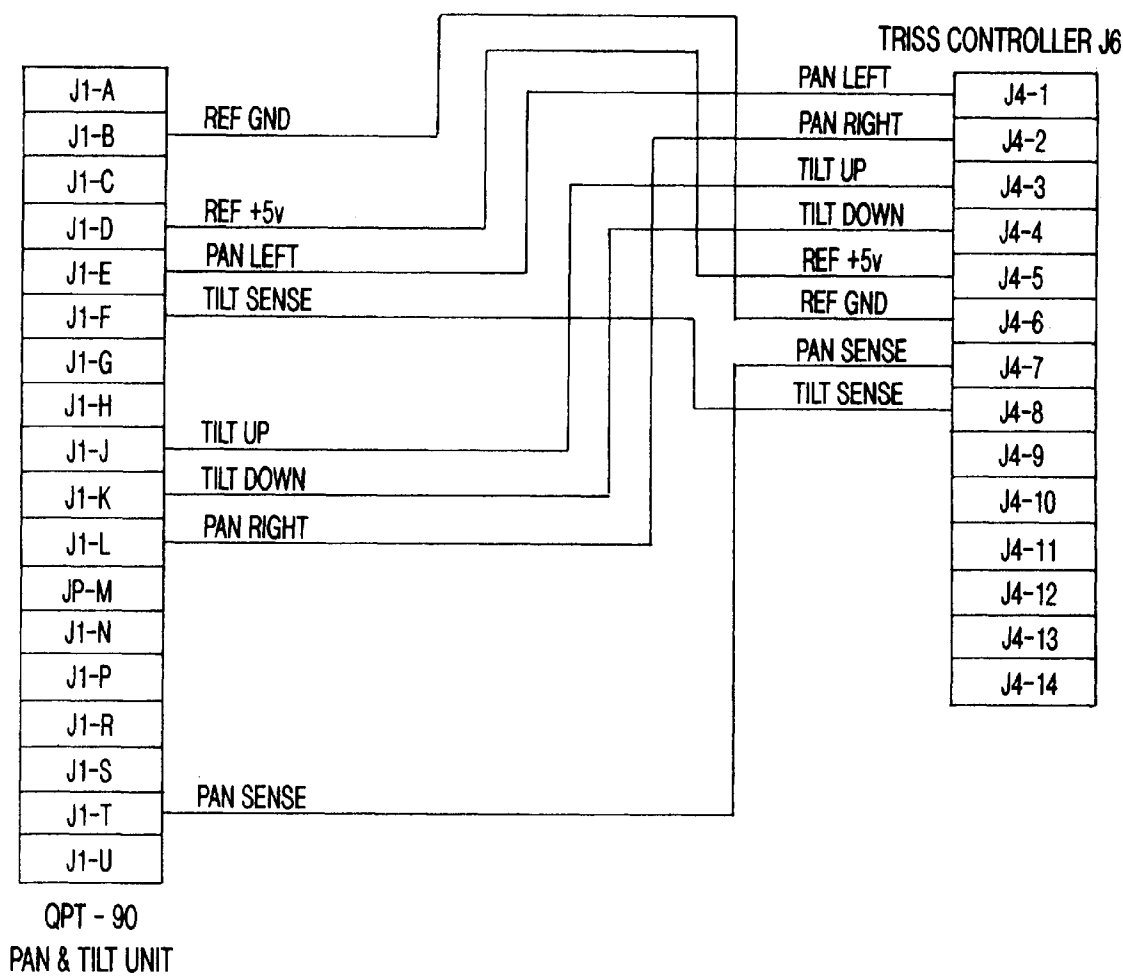 TRISS CONTROLLER J6
J1-A
J1-B
J1-C
J1-D
J1-E
J1-F
J1-G
J1-H
J1-J
J1-K
J1-L
JP-M
J1-N
J1-P
J1-R
J1-S
J1-T
J1-U
QPT - 90
PAN & TILT UNIT
REF GND
REF +5v
PAN LEFT
TILT SENSE
TILT UP
TILT DOWN
PAN RIGHT
PAN SENSE
PAN LEFT
PAN RIGHT
TILT UP
TILT DOWN
REF +5v
REF GND
PAN SENSE
TILT SENSE
J4-1
J4-2
J4-3
J4-4
J4-5
J4-6
J4-7
J4-8
J4-9
J4-10
J4-11
J4-12
J4-13
J4-14